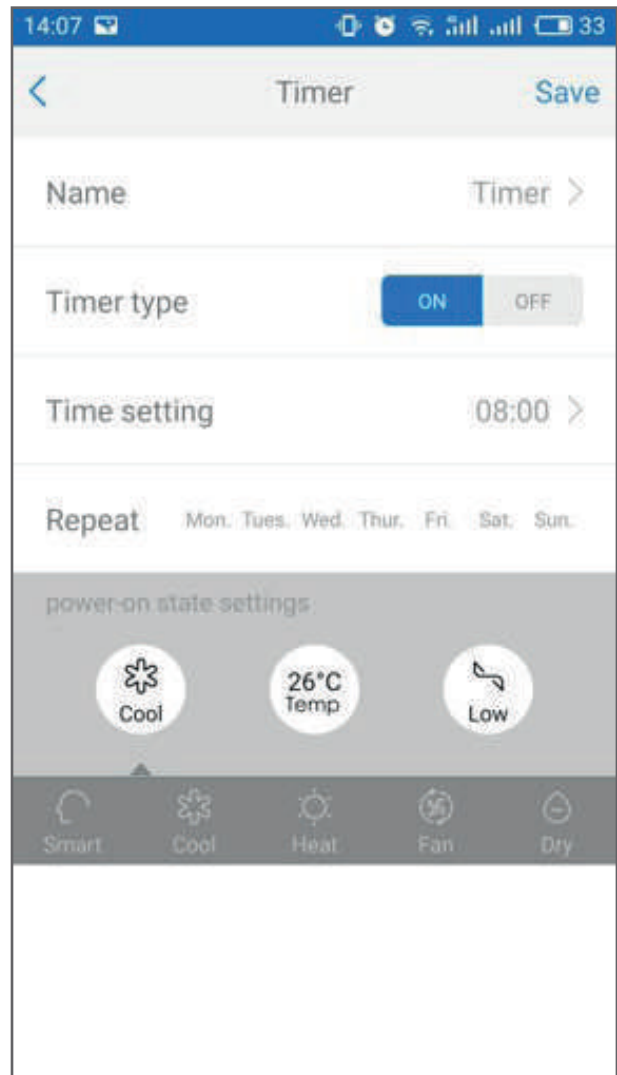 14:07 33
Timer Save
Name Timer
Timer type ON OFF
Time setting 08:00
Repeat Mon. Tues. Wed. Thur. Fri. Sat. Sun.
power-on state settings
Cool 26°C Temp Low
Smart Cool Heat Fan Dry